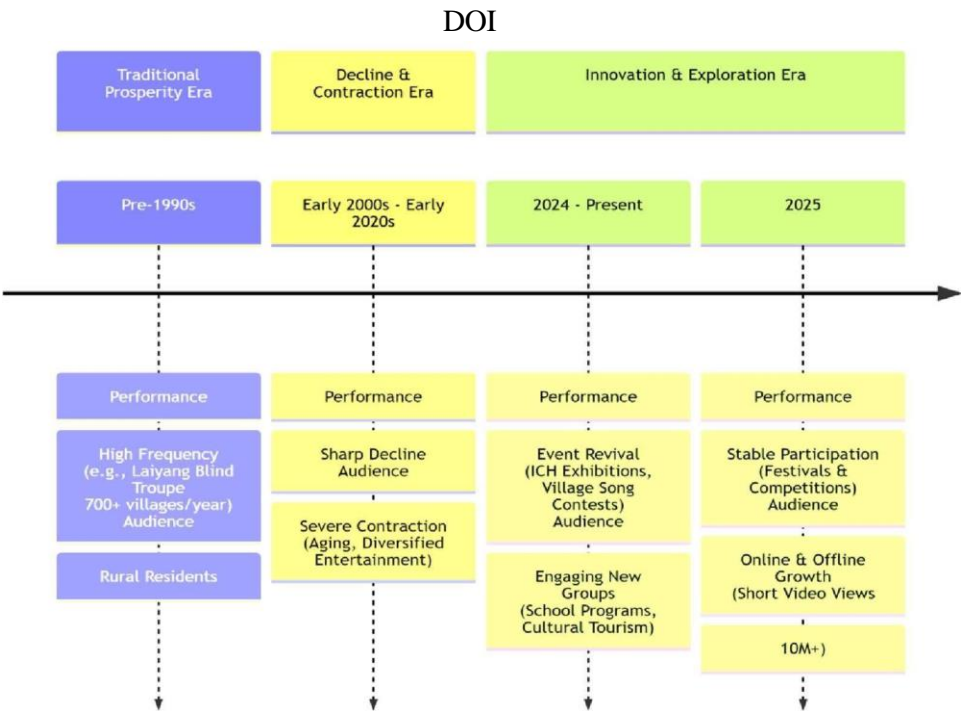 DOI
Traditional
Prosperity Era
Decline &
Contraction Era
Innovation & Exploration Era
Pre-1990s
Early 2000s - Early
2020s
2024 - Present
2025
Performance
High Frequency
(e.g., Laiyang Blind
Troupe
700+ villages/year)
Audience
Rural Residents
Performance
Sharp Decline
Audience
Severe Contraction
(Aging, Diversified
Entertainment)
Performance
Event Revival
(ICH Exhibitions,
Village Song
Contests)
Audience
Engaging New
Groups
(School Programs,
Cultural Tourism)
Performance
Stable Participation
(Festivals &
Competitions)
Audience
Online & Offline
Growth
(Short Video Views
10M+)